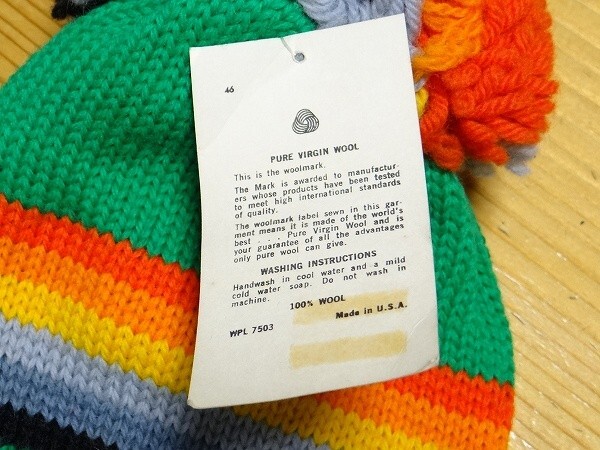 46
PURE VIRGIN WOOL
This is the woolmark.
The Mark is awarded to manufactur-
ers whose products have been tested
to meet high international standards
of quality.
The woolmark label sewn in this gar-
ment means it is made of the world's
best . . . Pure Virgin Wool and is
your guarantee of all the advantages
only pure wool can give.
WASHING INSTRUCTIONS
Handwash in cool water and a mild
cold water soap. Do not wash in
machine.
100% WOOL
Made in U.S.A.
WPL 7503